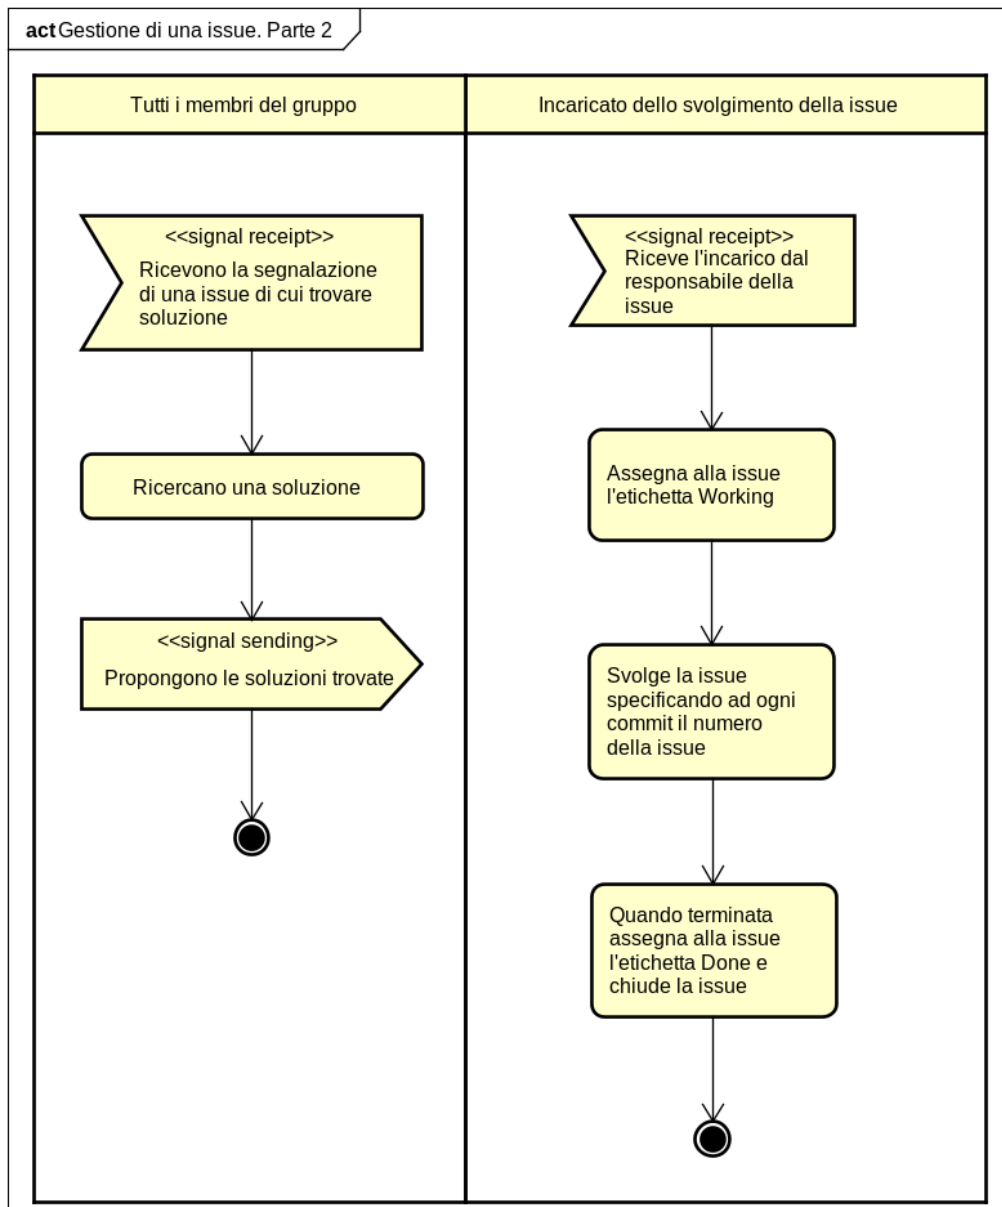 act Gestione di una issue. Parte 2
Tutti i membri del gruppo
Incaricato dello svolgimento della issue
<<signal receipt>>
Ricevono la segnalazione
di una issue di cui trovare
soluzione
Ricercano una soluzione
<<signal sending>>
Propongono le soluzioni trovate
<<signal receipt>>
Riceve l'incarico dal
responsabile della
issue
Assegna alla issue
l'etichetta Working
Svolge la issue
specificando ad ogni
commit il numero
della issue
Quando terminata
assegna alla issue
l'etichetta Done e
chiude la issue